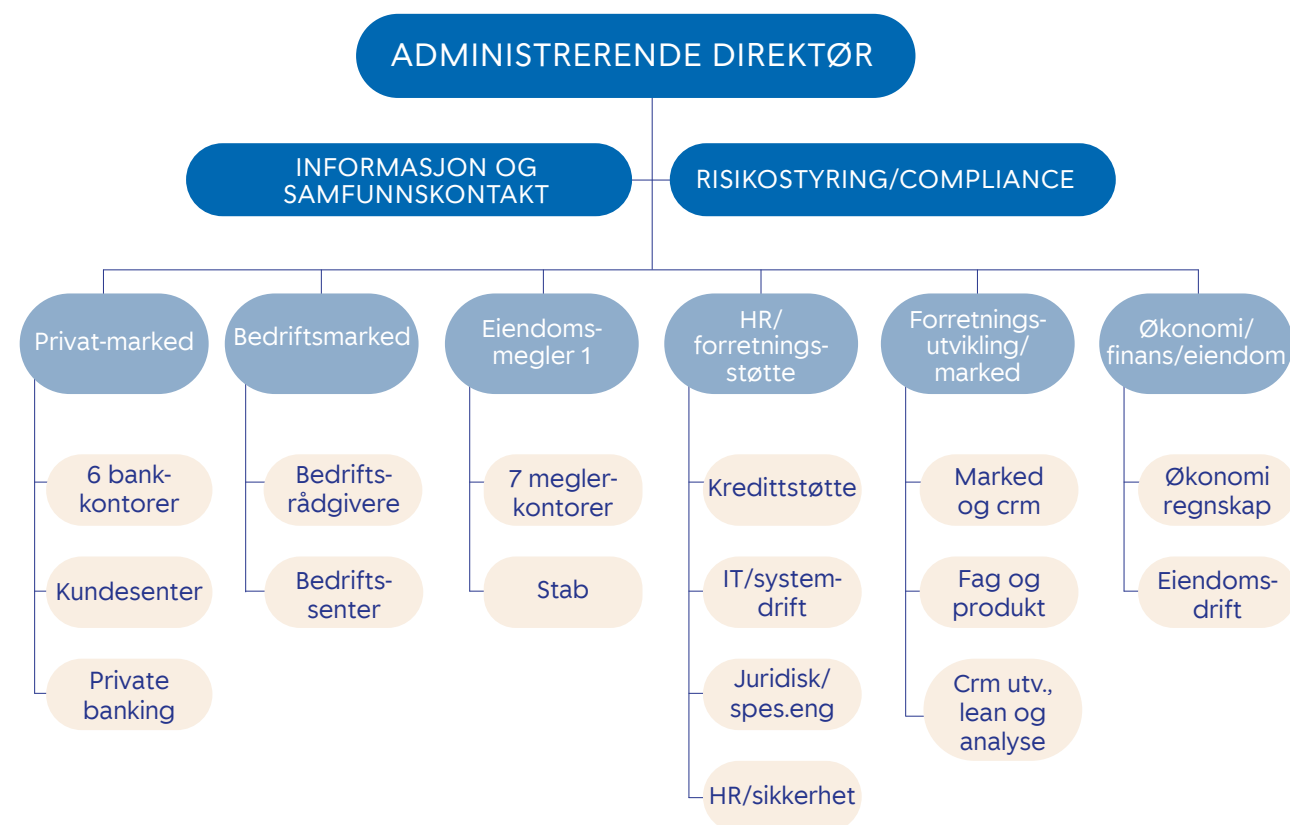 ADMINISTRERENDE DIREKTØR
INFORMASJON OG
SAMFUNNSKONTAKT
RISIKOSTYRING/COMPLIANCE
Privat-marked
Bedriftsmarked
Eiendoms-
megler 1
HR/
forretnings-
støtte
Forretnings-
utvikling/
marked
Økonomi/
finans/eiendom
6 bank-
kontorer
Kundesenter
Private
banking
Bedrifts-
rådgivere
Bedrifts-
senter
7 megler-
kontorer
Stab
Kredittstøtte
IT/system-
drift
Juridisk/
spes.eng
HR/sikkerhet
Marked
og crm
Fag og
produkt
Crm utv.,
lean og
analyse
Økonomi
regnskap
Eiendoms-
drift